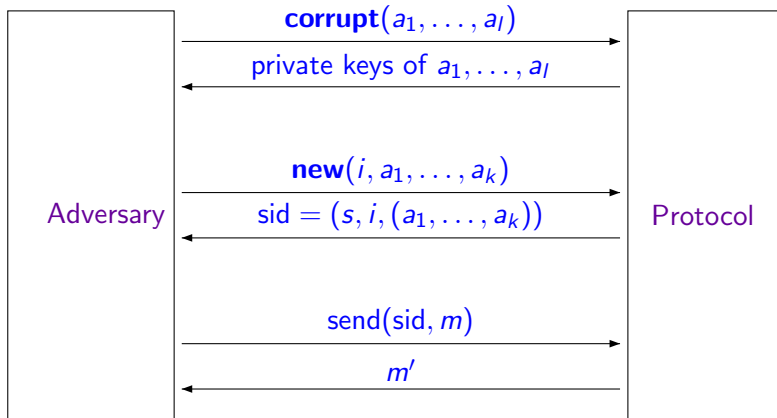 corrupt(a₁, . . . , aₗ)
private keys of a₁, . . . , aₗ
new(i, a₁, . . . , aₖ)
Adversary
sid = (s, i, (a₁, . . . , aₖ))
Protocol
send(sid, m)
m′